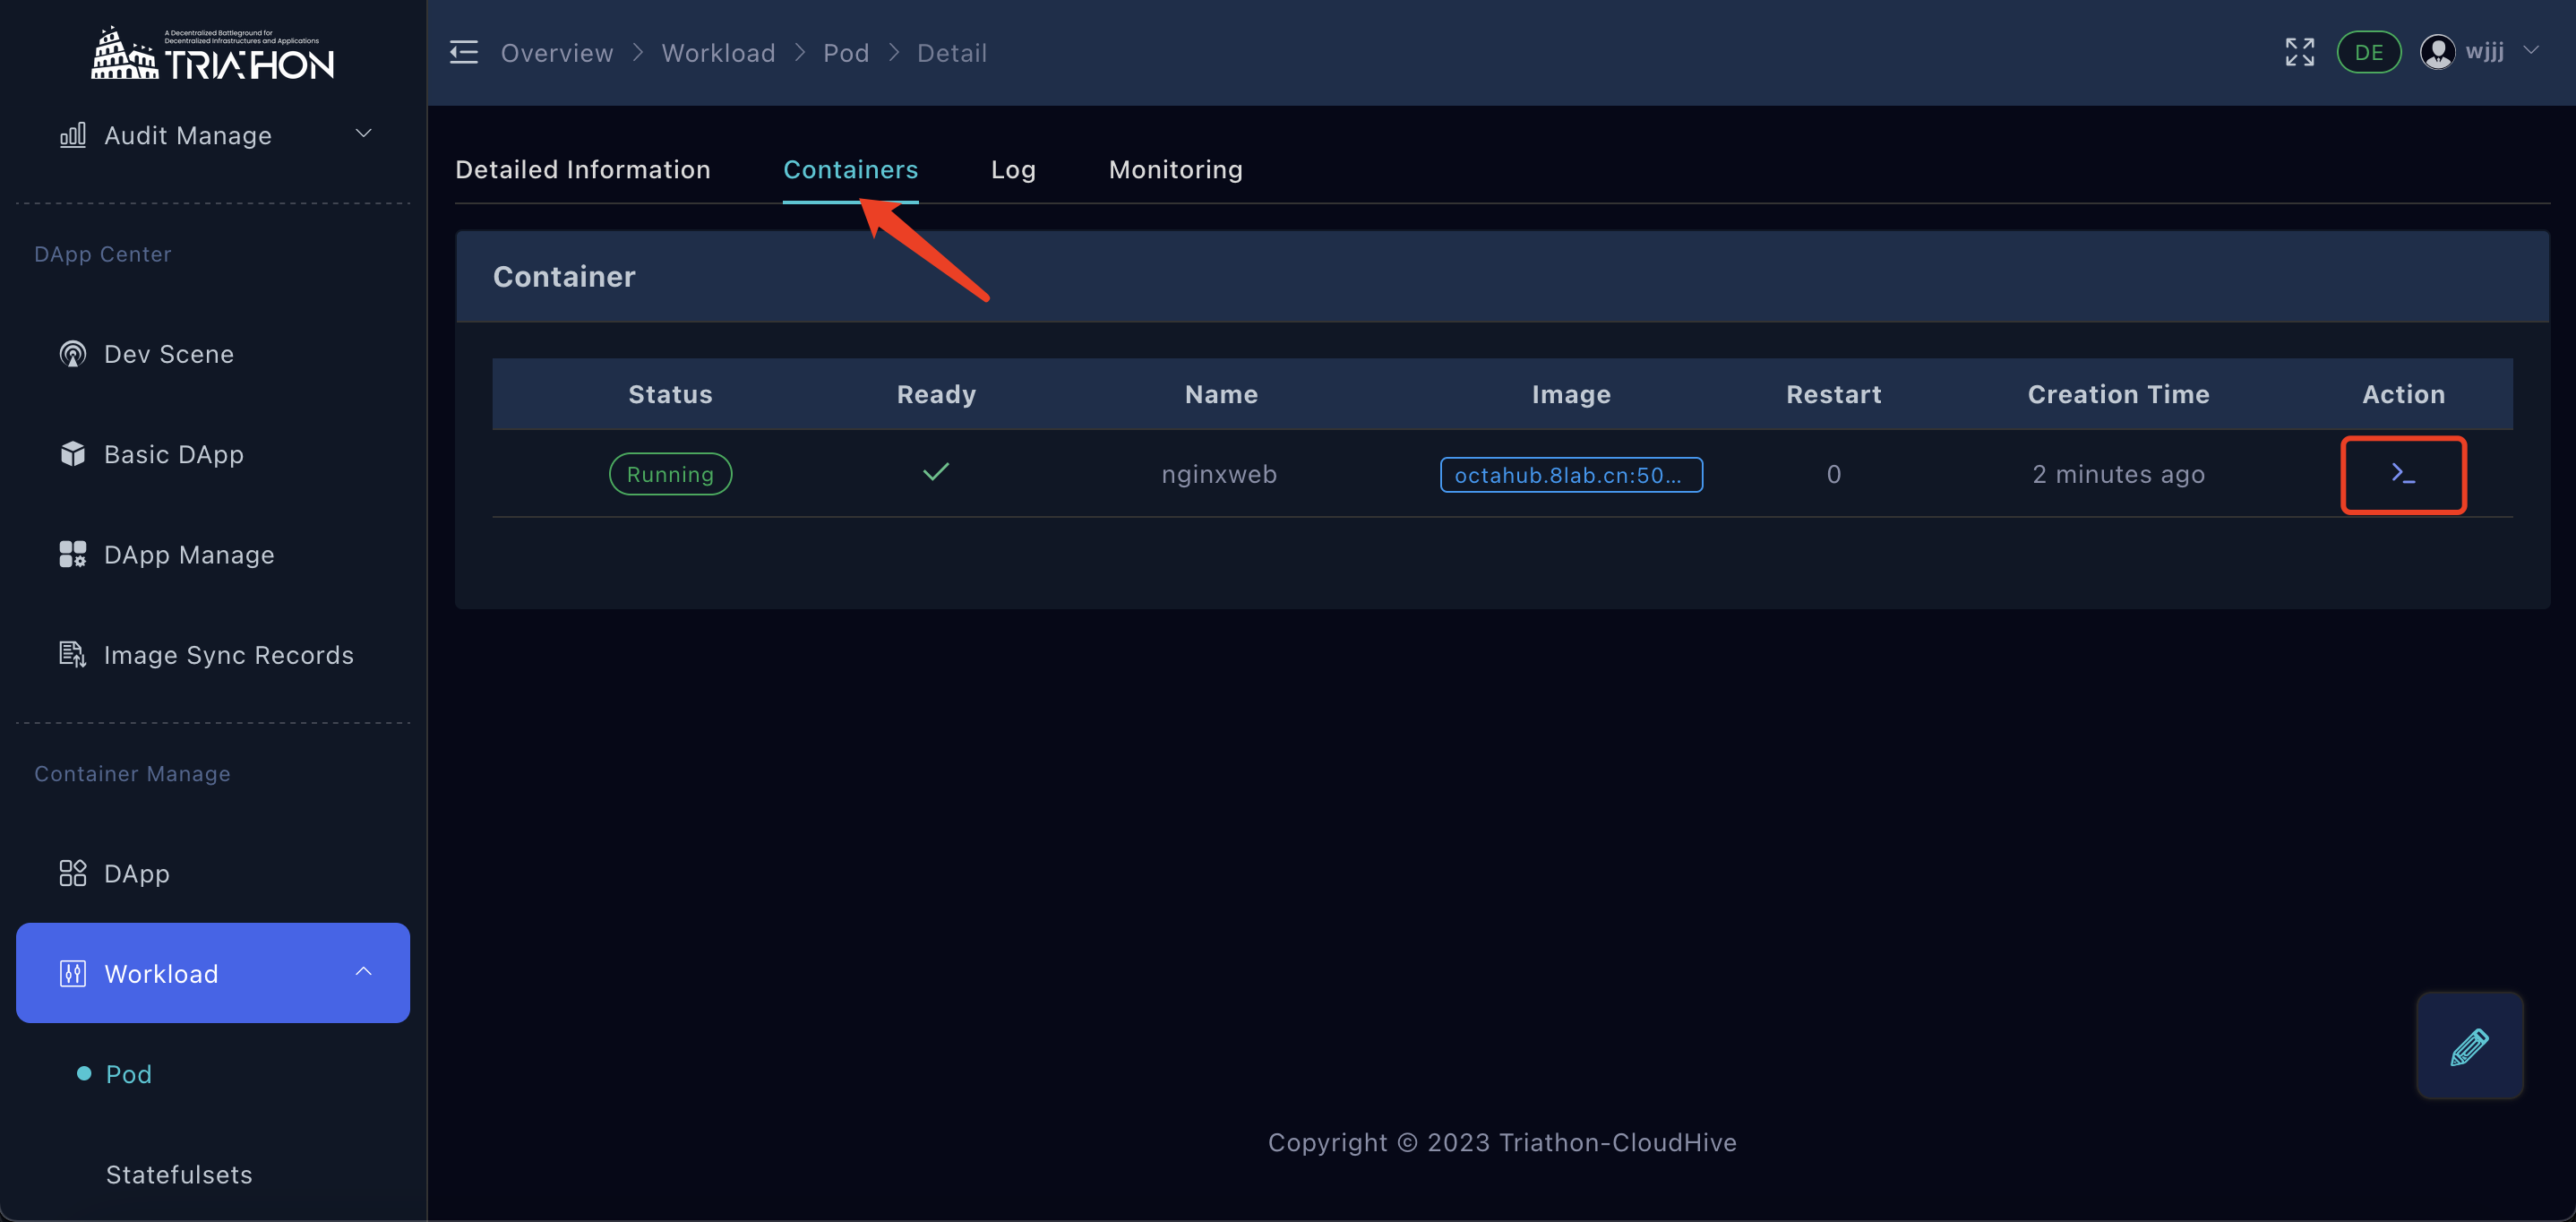 A Decentralized Battleground for
Decentralized Infrastructures and Applications
TRIATHON
Audit Manage
DApp Center
Dev Scene
Basic DApp
DApp Manage
Image Sync Records
Container Manage
DApp
Workload
Pod
Statefulsets
Overview > Workload > Pod > Detail
DE
wjjj
Detailed Information Containers Log Monitoring
Container
Status Ready Name Image Restart Creation Time Action
Running nginxweb octahub.8lab.cn:50... 0 2 minutes ago >_
Copyright © 2023 Triathon-CloudHive